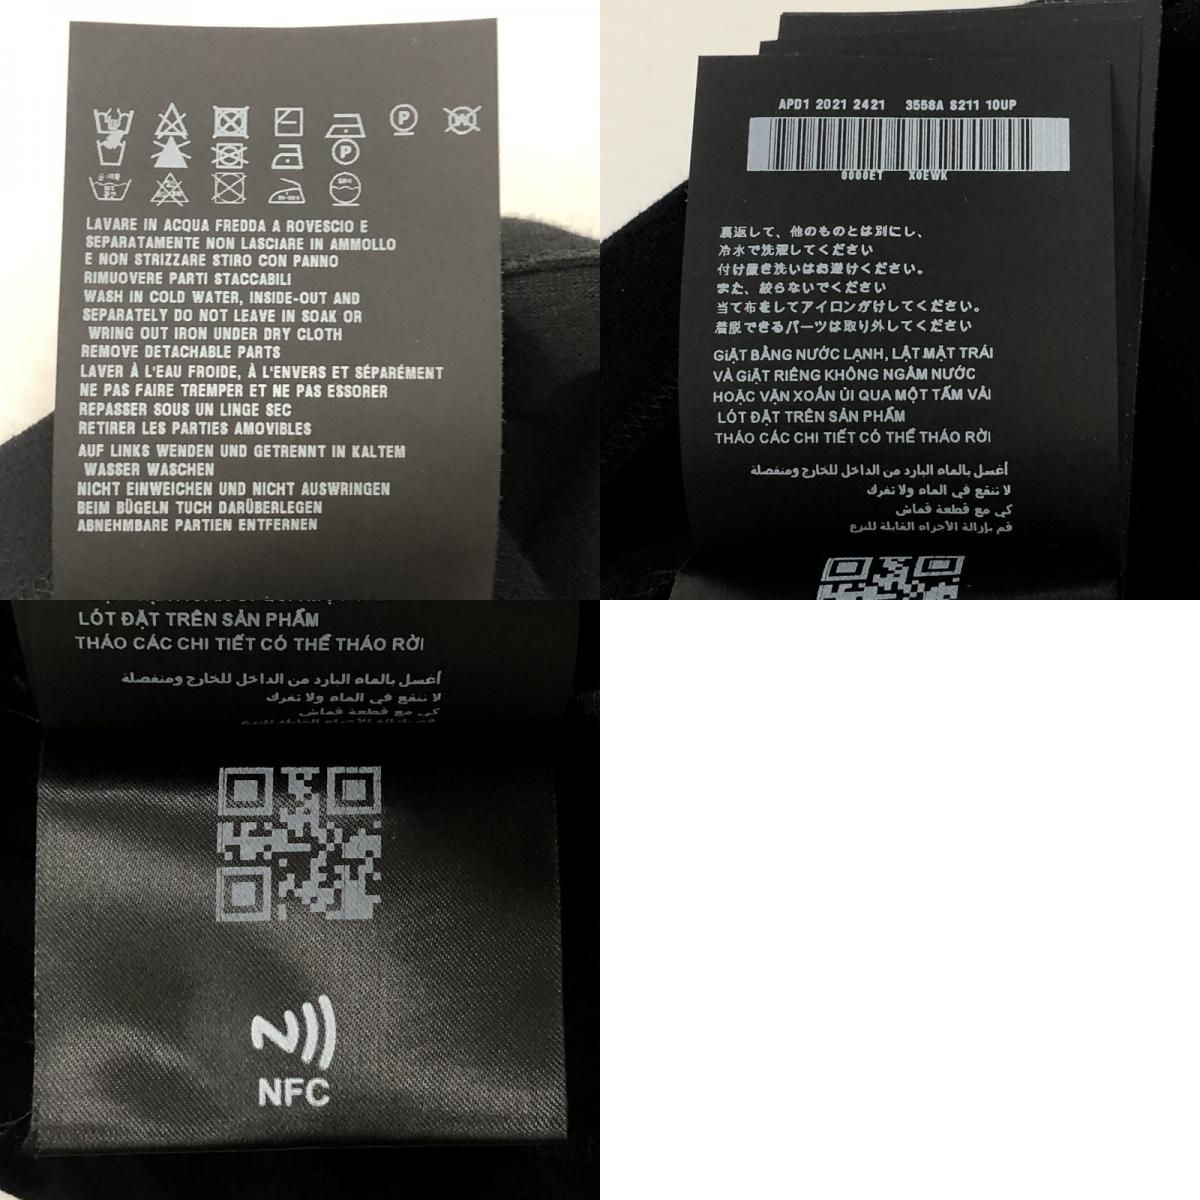 LAVARE IN ACQUA FREDDA A ROVESCIO E
SEPARATAMENTE NON LASCIARE IN AMMOLLO
E NON STRIZZARE STIRO CON PANNO
RIMUOVERE PARTI STACCABILI
WASH IN COLD WATER, INSIDE-OUT AND
SEPARATELY DO NOT LEAVE IN SOAK OR
WRING OUT IRON UNDER DRY CLOTH
REMOVE DETACHABLE PARTS
LAVER À L'EAU FROIDE, À L'ENVERS ET SÉPARÉMENT
NE PAS FAIRE TREMPER ET NE PAS ESSORER
REPASSER SOUS UN LINGE SEC
RETIRER LES PARTIES AMOVIBLES
AUF LINKS WENDEN UND GETRENNT IN KALTEM
WASSER WASCHEN
NICHT EINWEICHEN UND NICHT AUSWRINGEN
BEIM BÜGELN TUCH DARÜBERLEGEN
ABNEHMBARE PARTIEN ENTFERNEN
APD1 2021 2421 3558A S211 10UP
0000ET X0EWK
裏返して、他のものとは別にし、
冷水で洗濯してください
付け置き洗いはお避けください。
また、絞らないでください
当て布をしてアイロンがけしてください。
着脱できるパーツは取り外してください
GIẶT BẰNG NƯỚC LẠNH, LẬT MẶT TRÁI
VÀ GIẶT RIÊNG KHÔNG NGÂM NƯỚC
HOẶC VẶN XOẮN ỦI QUA MỘT TẤM VẢI
LÓT ĐẶT TRÊN SẢN PHẨM
THÁO CÁC CHI TIẾT CÓ THỂ THÁO RỜI
أغسل بالماء البارد من الداخل للخارج ومنفصلة
لا تنقع في الماء ولا تفرك
كي مع قطعة قماش
قم بإزالة الأجزاء القابلة للنزع
LÓT ĐẶT TRÊN SẢN PHẨM
THÁO CÁC CHI TIẾT CÓ THỂ THÁO RỜI
أغسل بالماء البارد من الداخل للخارج ومنفصلة
لا تنقع في الماء ولا تفرك
كي مع قطعة قماش
قم بإزالة الأجزاء القابلة للنزع
NFC